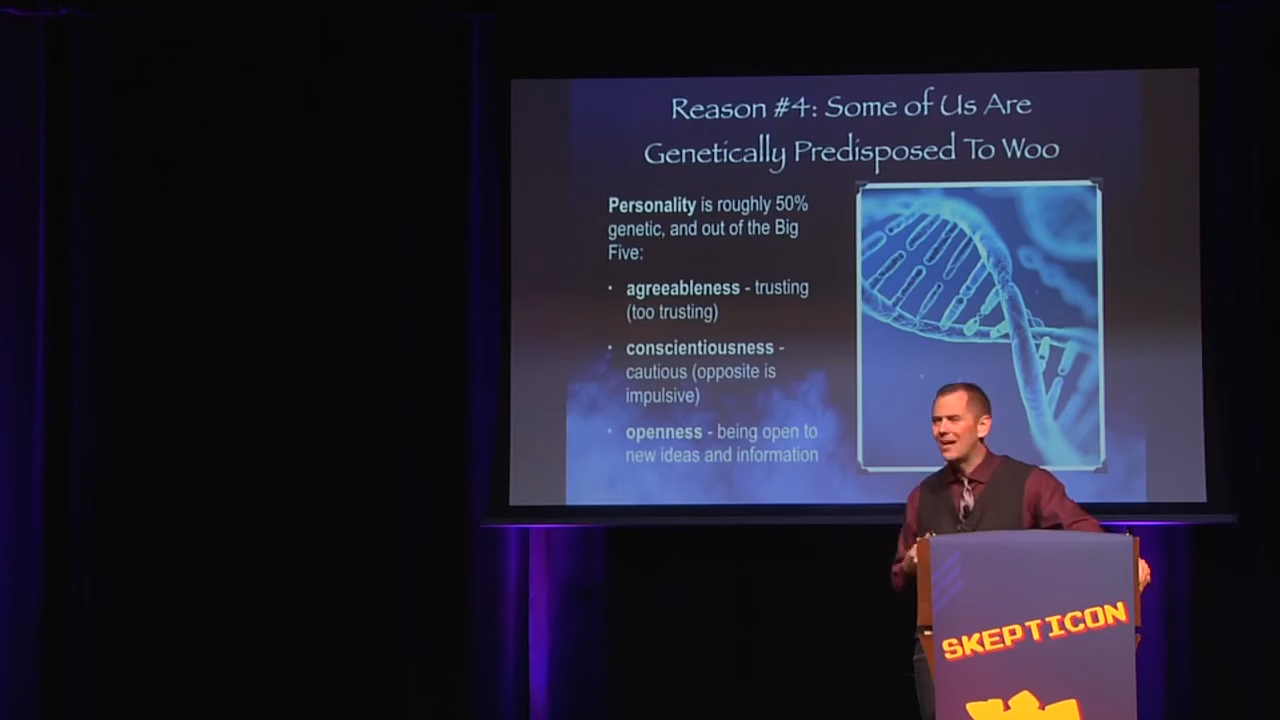 Reason #4: Some of Us Are
Genetically Predisposed To Woo
Personality is roughly 50%
genetic, and out of the Big
Five:
• agreeableness - trusting
(too trusting)
• conscientiousness -
cautious (opposite is
impulsive)
• openness - being open to
new ideas and information
SKEPTICON